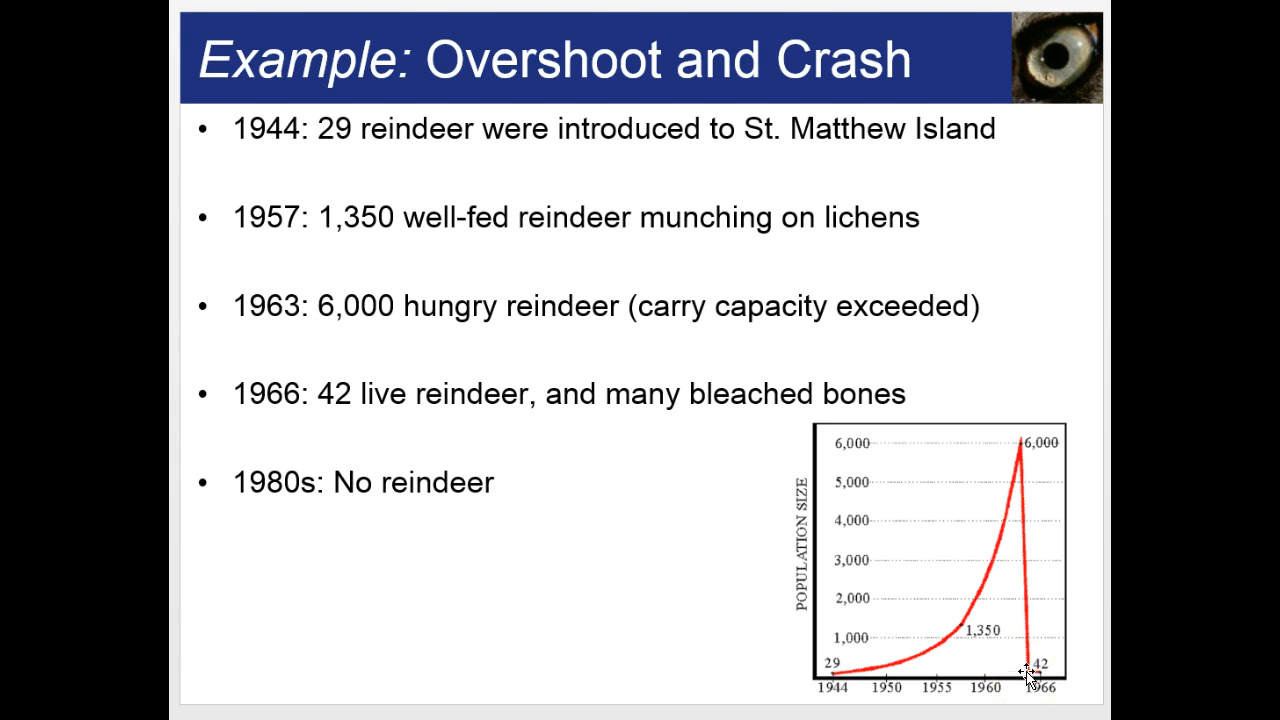 Example: Overshoot and Crash
• 1944: 29 reindeer were introduced to St. Matthew Island
• 1957: 1,350 well-fed reindeer munching on lichens
• 1963: 6,000 hungry reindeer (carry capacity exceeded)
• 1966: 42 live reindeer, and many bleached bones
• 1980s: No reindeer
POPULATION SIZE
6,000
6,000
5,000
4,000
3,000
2,000
1,000
1,350
29
42
1944 1950 1955 1960 1966